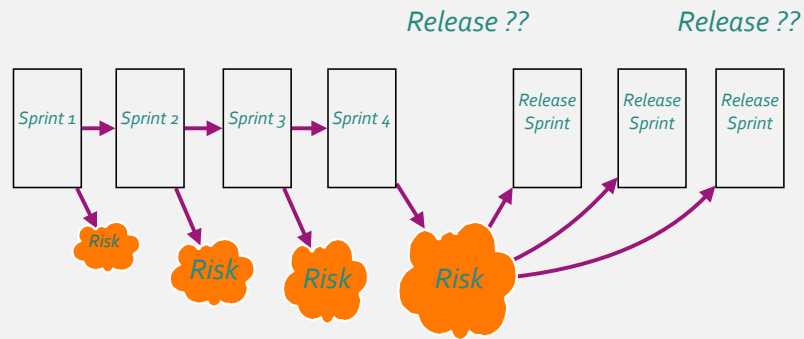 Release ??
Release ??
Sprint 1
Sprint 2
Sprint 3
Sprint 4
Release
Sprint
Release
Sprint
Release
Sprint
Risk
Risk
Risk
Risk